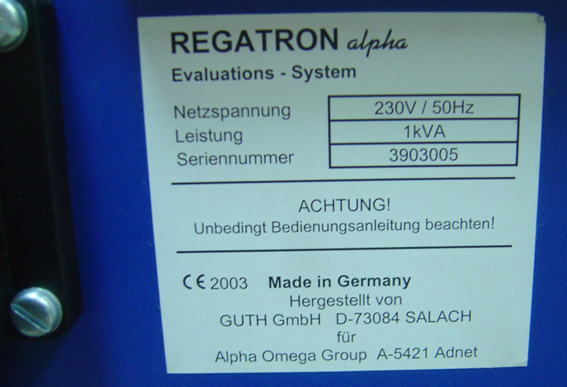 REGATRON alpha
Evaluations - System
Netzspannung 230V / 50Hz
Leistung 1kVA
Seriennummer 3903005
ACHTUNG!
Unbedingt Bedienungsanleitung beachten!
CE 2003 Made in Germany
Hergestellt von
GUTH GmbH D-73084 SALACH
für
Alpha Omega Group A-5421 Adnet